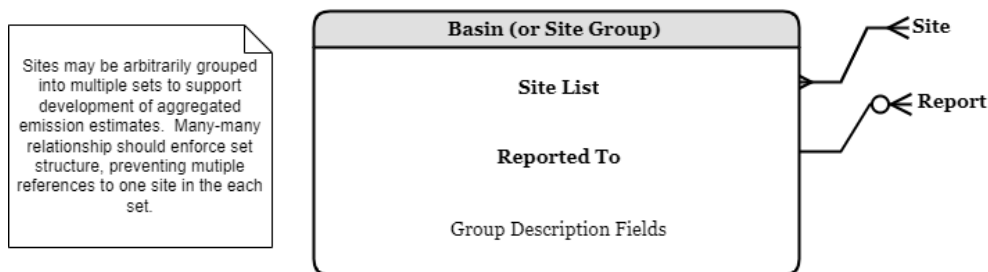 Sites may be arbitrarily grouped
into multiple sets to support
development of aggregated
emission estimates. Many-many
relationship should enforce set
structure, preventing mutiple
references to one site in the each
set.
Basin (or Site Group)
Site List
Reported To
Group Description Fields
Site
Report